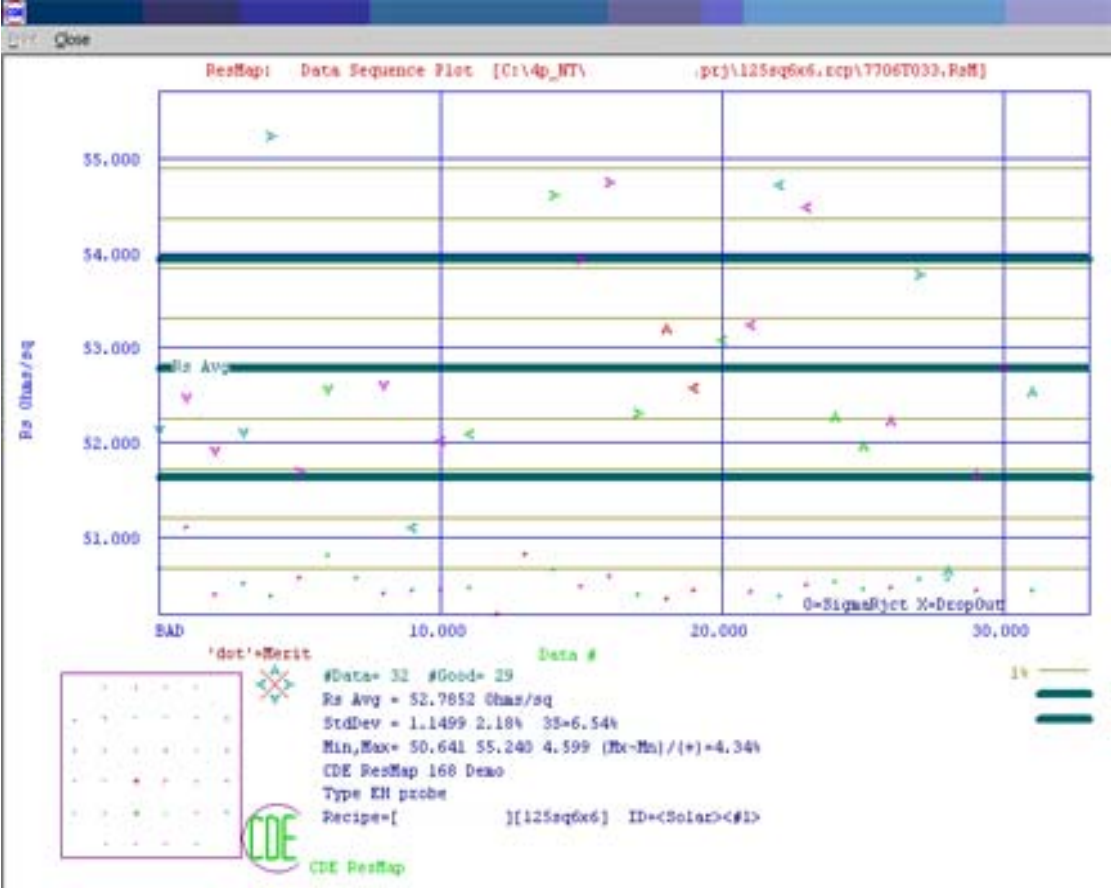 Close
ResMap: Data Sequence Plot [C:\4p_NT\ .prj\125sq6x6.rcp\7706T033.RsM]
55.000
54.000
53.000
52.000
51.000
Rs Ohms/sq
Rs Avg
O=SigmaRjct X=DropOut
BAD 10.000 20.000 30.000
'dot'=Merit Data #
1%
#Data= 32 #Good= 29
Rs Avg = 52.7852 Ohms/sq
StdDev = 1.1499 2.18% 3S=6.54%
Min,Max= 50.641 55.240 4.599 (Mx-Mn)/(+)=4.34%
CDE ResMap 168 Demo
Type EH probe
Recipe=[ ][125sq6x6] ID=<Solar><#1>
CDE
CDE ResMap